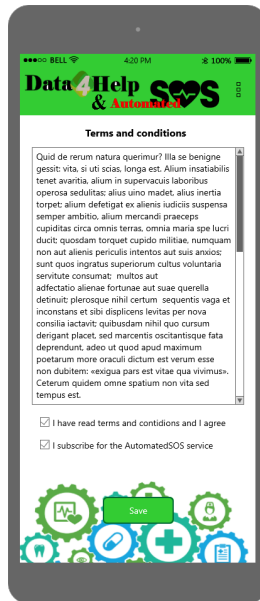 BELL 4:20 PM 100%
Data4Help SOS
& Automated
Terms and conditions
Quid de rerum natura querimur? Illa se benigne
gessit: vita, si uti scias, longa est. Alium insatiabilis
tenet avaritia, alium in supervacuis laboribus
operosa sedulitas; alius uino madet, alius inertia
torpet; alium defetigat ex alienis iudiciis suspensa
semper ambitio, alium mercandi praeceps
cupiditas circa omnis terras, omnia maria spe lucri
ducit; quosdam torquet cupido militiae, numquam
non aut alienis periculis intentos aut suis anxios;
sunt quos ingratus superiorum cultus voluntaria
servitute consumat; multos aut
adfectatio alienae fortunae aut suae querella
detinuit; plerosque nihil certum sequentis vaga et
inconstans et sibi displicens levitas per nova
consilia iactavit; quibusdam nihil quo cursum
derigant placet, sed marcentis oscitantisque fata
deprendunt, adeo ut quod apud maximum
poetarum more oraculi dictum est verum esse
non dubitem: «exigua pars est vitae qua vivimus».
Ceterum quidem omne spatium non vita sed
tempus est.
I have read terms and contidions and I agree
I subscribe for the AutomatedSOS service
Save